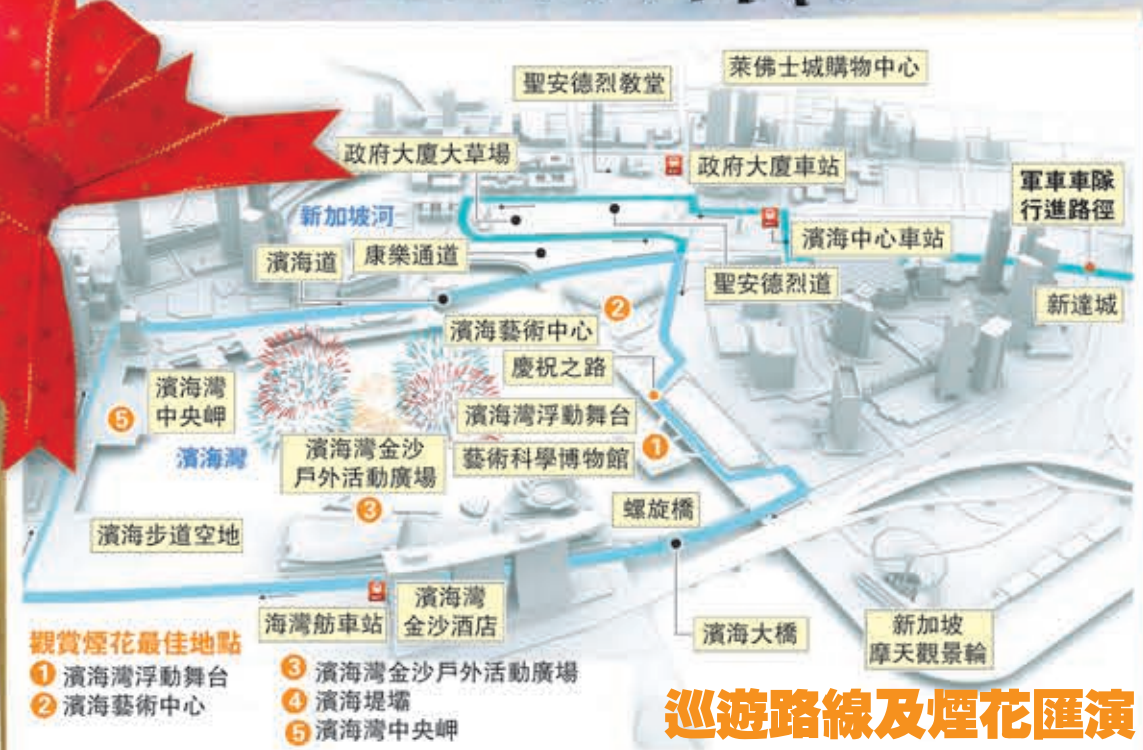 萊佛士城購物中心
聖安德烈教堂
政府大廈大草場
政府大廈車站
軍車車隊
行進路徑
新加坡河
濱海道
康樂通道
濱海中心車站
聖安德烈道
新達城
2
濱海藝術中心
慶祝之路
濱海灣
中央岬
5
濱海灣浮動舞台
1
濱海灣
濱海灣金沙
戶外活動廣場
藝術科學博物館
3
螺旋橋
濱海步道空地
海灣舫車站
濱海灣
金沙酒店
濱海大橋
新加坡
摩天觀景輪
觀賞煙花最佳地點
1 濱海灣浮動舞台
2 濱海藝術中心
3 濱海灣金沙戶外活動廣場
4 濱海堤壩
5 濱海灣中央岬
巡遊路線及煙花匯演